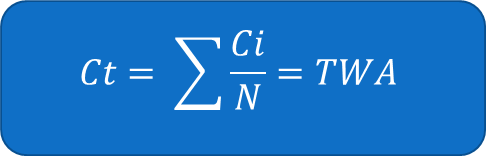 Ct = ∑ Ci/N = TWA